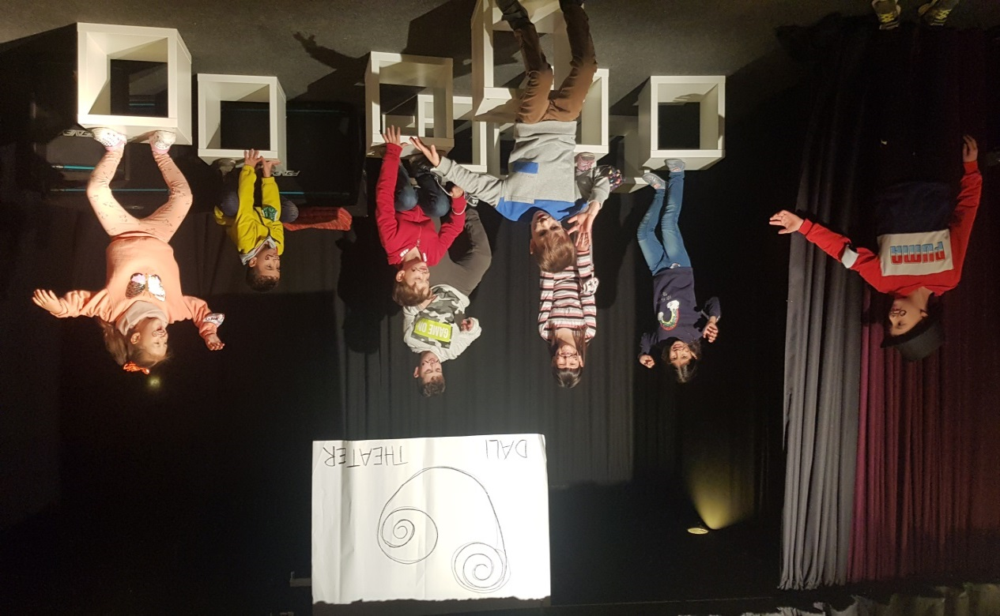 DALI THEATER
GAME ON
PUMA